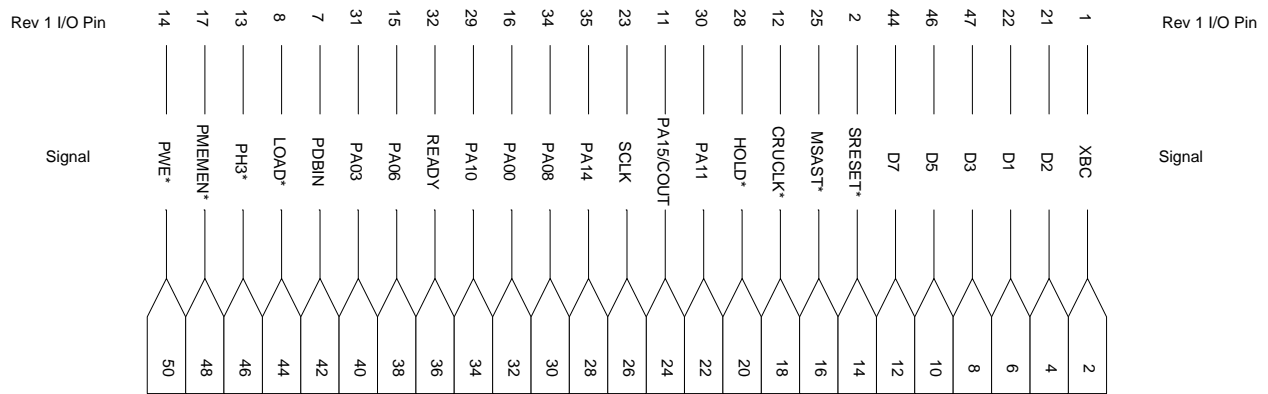 Rev 1 I/O Pin 14 17 13 8 7 31 15 32 29 16 34 35 23 11 30 28 12 25 2 44 46 47 22 21 1 Rev 1 I/O Pin
Signal PWE* PMEMEN* PH3* LOAD* PDBIN PA03 PA06 READY PA10 PA00 PA08 PA14 SCLK PA15/COUT PA11 HOLD* CRUCLK* MSAST* SRESET* D7 D5 D3 D1 D2 XBC Signal
50 48 46 44 42 40 38 36 34 32 30 28 26 24 22 20 18 16 14 12 10 8 6 4 2